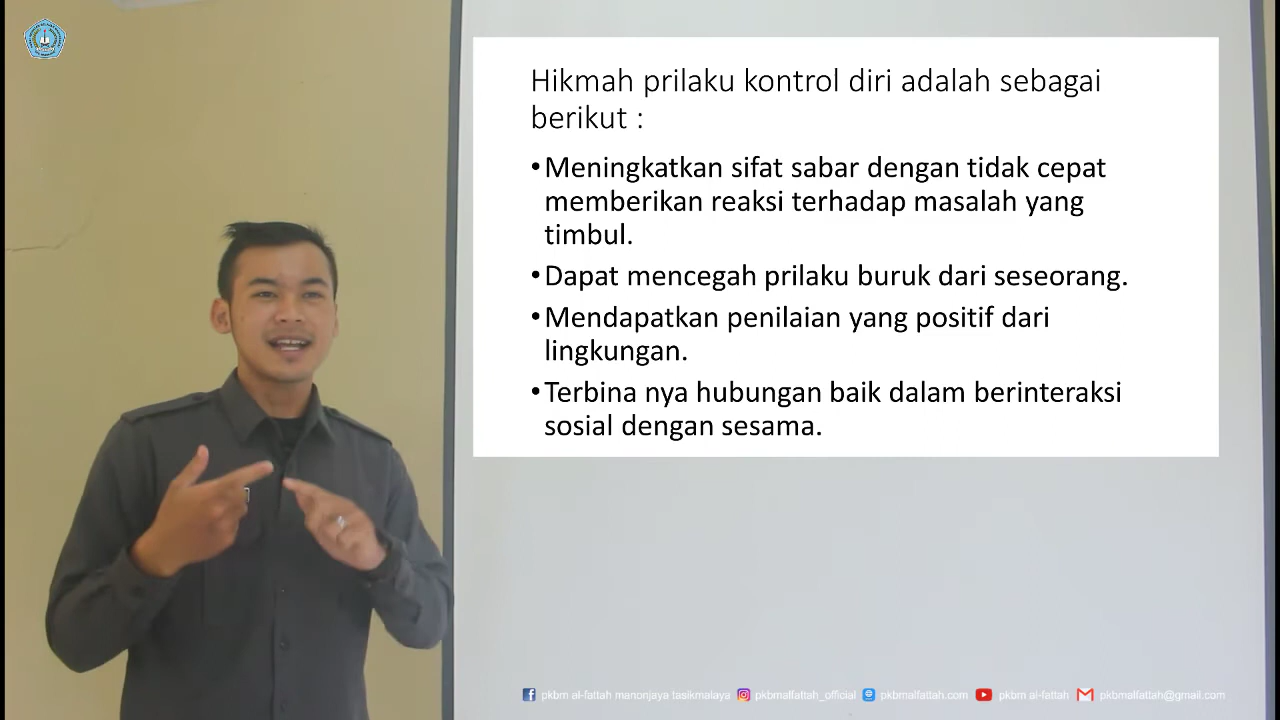 Hikmah prilaku kontrol diri adalah sebagai
berikut :
•Meningkatkan sifat sabar dengan tidak cepat
memberikan reaksi terhadap masalah yang
timbul.
•Dapat mencegah prilaku buruk dari seseorang.
•Mendapatkan penilaian yang positif dari
lingkungan.
•Terbina nya hubungan baik dalam berinteraksi
sosial dengan sesama.
pkbm al-fattah manonjaya tasikmalaya pkbmalfattah_official pkbmalfattah.com pkbm al-fattah pkbmalfattah@gmail.com